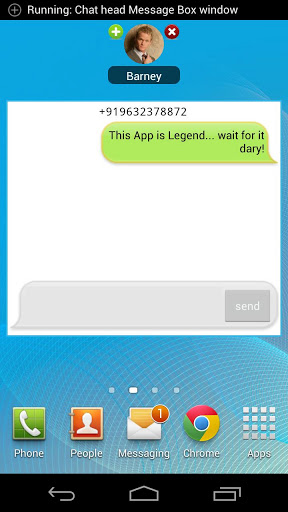 Running: Chat head Message Box window
Barney
+919632378872
This App is Legend... wait for it
dary!
send
1
Phone
People
Messaging
Chrome
Apps